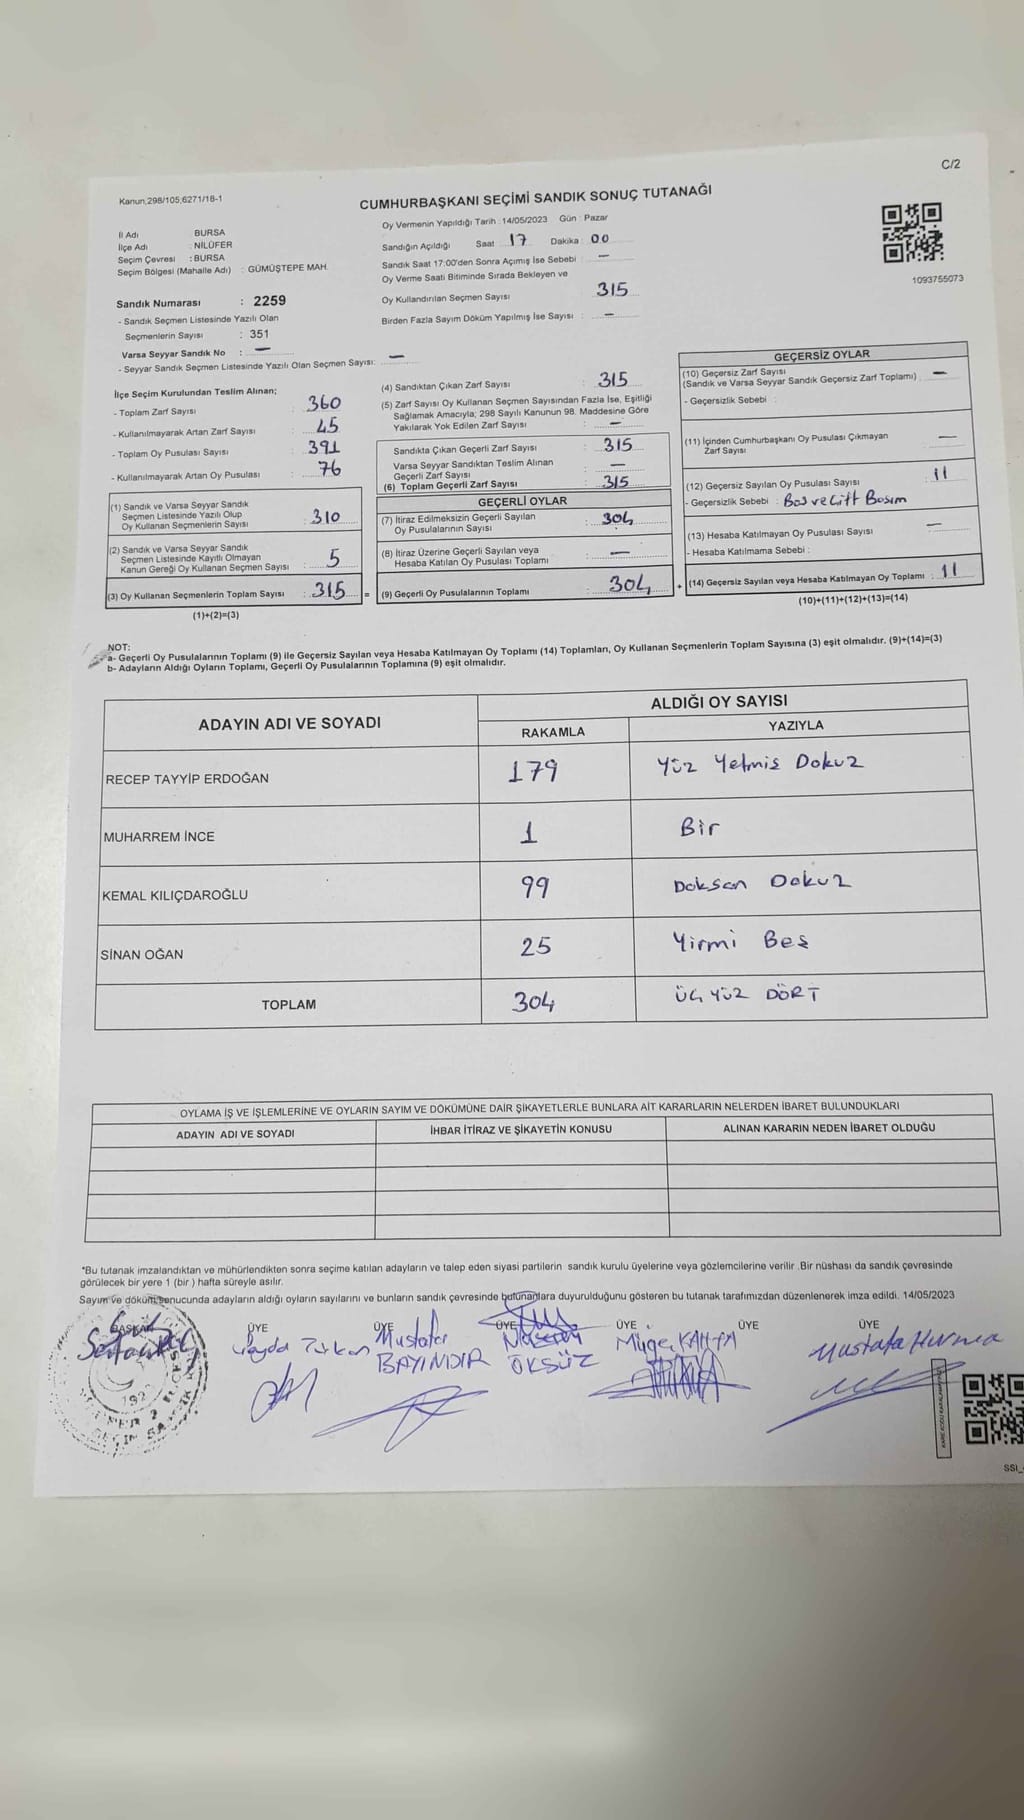 C/2
Kanun,298/105;6271/18-1
CUMHURBAŞKANI SEÇİMİ SANDIK SONUÇ TUTANAĞI
İl Adı BURSA
İlçe Adı : NİLÜFER
Seçim Çevresi : BURSA
Seçim Bölgesi (Mahalle Adı) : GÜMÜŞTEPE MAH.
Sandık Numarası : 2259
- Sandık Seçmen Listesinde Yazılı Olan
Seçmenlerin Sayısı : 351
Varsa Seyyar Sandık No : —
- Seyyar Sandık Seçmen Listesinde Yazılı Olan Seçmen Sayısı: —
Oy Vermenin Yapıldığı Tarih : 14/05/2023 Gün : Pazar
Sandığın Açıldığı Saat 17 Dakika 00
Sandık Saat 17:00'den Sonra Açımış İse Sebebi : —
Oy Verme Saati Bitiminde Sırada Bekleyen ve
Oy Kullandırılan Seçmen Sayısı 315
Birden Fazla Sayım Döküm Yapılmış İse Sayısı : —
1093755073
İlçe Seçim Kurulundan Teslim Alınan;
- Toplam Zarf Sayısı : 360
- Kullanılmayarak Artan Zarf Sayısı : 45
- Toplam Oy Pusulası Sayısı : 391
- Kullanılmayarak Artan Oy Pusulası : 76
(1) Sandık ve Varsa Seyyar Sandık
Seçmen Listesinde Yazılı Olup
Oy Kullanan Seçmenlerin Sayısı : 310
(2) Sandık ve Varsa Seyyar Sandık
Seçmen Listesinde Kayıtlı Olmayan
Kanun Gereği Oy Kullanan Seçmen Sayısı : 5
(3) Oy Kullanan Seçmenlerin Toplam Sayısı : 315 =
(1)+(2)=(3)
(4) Sandıktan Çıkan Zarf Sayısı : 315
(5) Zarf Sayısı Oy Kullanan Seçmen Sayısından Fazla İse, Eşitliği
Sağlamak Amacıyla; 298 Sayılı Kanunun 98. Maddesine Göre
Yakılarak Yok Edilen Zarf Sayısı : —
Sandıkta Çıkan Geçerli Zarf Sayısı : 315
Varsa Seyyar Sandıktan Teslim Alınan
Geçerli Zarf Sayısı : —
(6) Toplam Geçerli Zarf Sayısı : 315
GEÇERLİ OYLAR
(7) İtiraz Edilmeksizin Geçerli Sayılan
Oy Pusulalarının Sayısı : 304
(8) İtiraz Üzerine Geçerli Sayılan veya
Hesaba Katılan Oy Pusulası Toplamı : —
(9) Geçerli Oy Pusulalarının Toplamı : 304 +
GEÇERSİZ OYLAR
(10) Geçersiz Zarf Sayısı
(Sandık ve Varsa Seyyar Sandık Geçersiz Zarf Toplamı) : —
- Geçersizlik Sebebi :
(11) İçinden Cumhurbaşkanı Oy Pusulası Çıkmayan
Zarf Sayısı —
(12) Geçersiz Sayılan Oy Pusulası Sayısı : 11
- Geçersizlik Sebebi : Boş ve Çift Basım
(13) Hesaba Katılmayan Oy Pusulası Sayısı : —
- Hesaba Katılmama Sebebi :
(14) Geçersiz Sayılan veya Hesaba Katılmayan Oy Toplamı : 11
(10)+(11)+(12)+(13)=(14)
NOT:
a- Geçerli Oy Pusulalarının Toplamı (9) ile Geçersiz Sayılan veya Hesaba Katılmayan Oy Toplamı (14) Toplamları, Oy Kullanan Seçmenlerin Toplam Sayısına (3) eşit olmalıdır. (9)+(14)=(3)
b- Adayların Aldığı Oyların Toplamı, Geçerli Oy Pusulalarının Toplamına (9) eşit olmalıdır.
ADAYIN ADI VE SOYADI
ALDIĞI OY SAYISI
RAKAMLA YAZIYLA
RECEP TAYYİP ERDOĞAN 179 Yüz Yetmiş Dokuz
MUHARREM İNCE 1 Bir
KEMAL KILIÇDAROĞLU 99 Doksan Dokuz
SİNAN OĞAN 25 Yirmi Beş
TOPLAM 304 ÜÇ YÜZ DÖRT
OYLAMA İŞ VE İŞLEMLERİNE VE OYLARIN SAYIM VE DÖKÜMÜNE DAİR ŞİKAYETLERLE BUNLARA AİT KARARLARIN NELERDEN İBARET BULUNDUKLARI
ADAYIN ADI VE SOYADI İHBAR İTİRAZ VE ŞİKAYETİN KONUSU ALINAN KARARIN NEDEN İBARET OLDUĞU
*Bu tutanak imzalandıktan ve mühürlendikten sonra seçime katılan adayların ve talep eden siyasi partilerin sandık kurulu üyelerine veya gözlemcilerine verilir. Bir nüshası da sandık çevresinde
görülecek bir yere 1 (bir) hafta süreyle asılır.
Sayım ve döküm sonucunda adayların aldığı oyların sayılarını ve bunların sandık çevresinde bulunanlara duyurulduğunu gösteren bu tutanak tarafımızdan düzenlenerek imza edildi. 14/05/2023
BAŞKAN ÜYE ÜYE ÜYE ÜYE ÜYE ÜYE
Mustafa Müge
BAYINDIR ÖKSÜZ
Mustafa
SSI